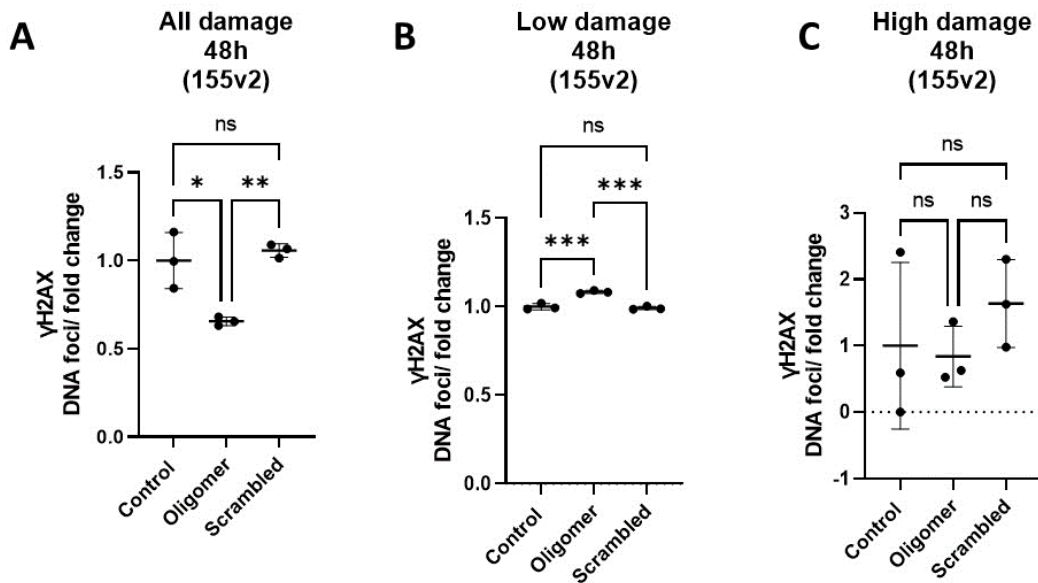 A
All damage
48h
(155v2)
ns
*
**
1.5
1.0
0.5
0.0
γH2AX
DNA foci/ fold change
Control
Oligomer
Scrambled
B
Low damage
48h
(155v2)
ns
***
***
1.5
1.0
0.5
0.0
γH2AX
DNA foci/ fold change
Control
Oligomer
Scrambled
C
High damage
48h
(155v2)
ns
ns
ns
3
2
1
0
-1
γH2AX
DNA foci/ fold change
Control
Oligomer
Scrambled